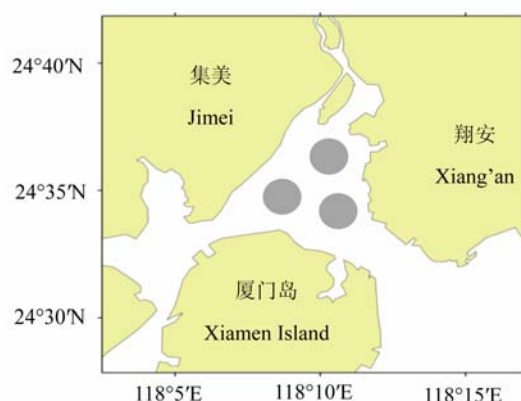 24°40′N
集美
Jimei
翔安
Xiang'an
24°35′N
24°30′N
厦门岛
Xiamen Island
118°5′E
118°10′E
118°15′E